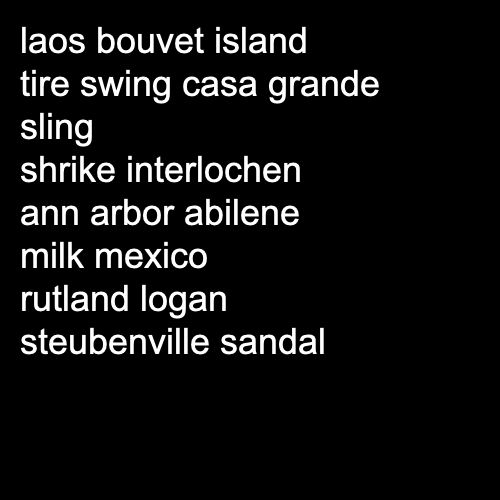 laos bouvet island
tire swing casa grande
sling
shrike interlochen
ann arbor abilene
milk mexico
rutland logan
steubenville sandal